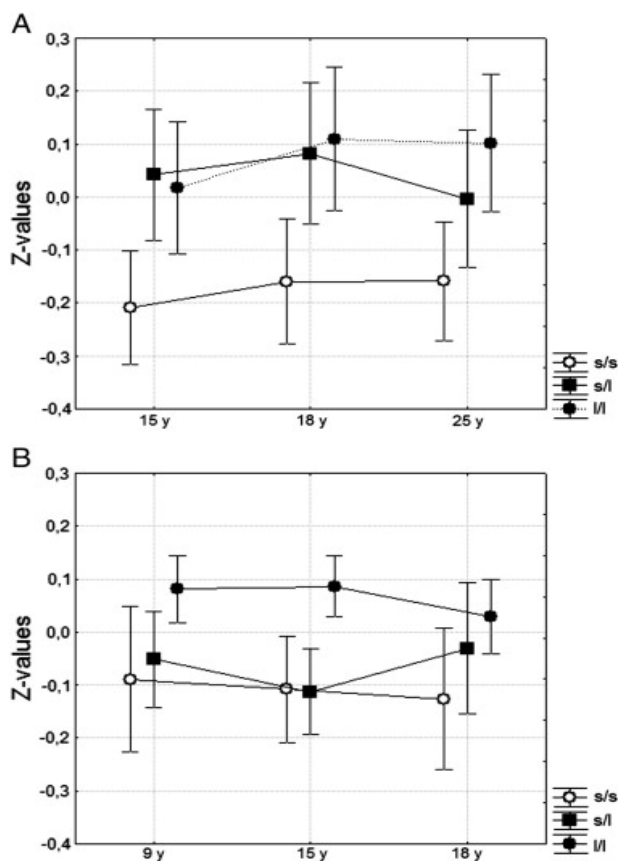 A
0,3
0,2
0,1
0,0
-0,1
-0,2
-0,3
-0,4
Z-values
15 y 18 y 25 y
s/s
s/l
l/l
B
0,3
0,2
0,1
0,0
-0,1
-0,2
-0,3
-0,4
Z-values
9 y 15 y 18 y
s/s
s/l
l/l